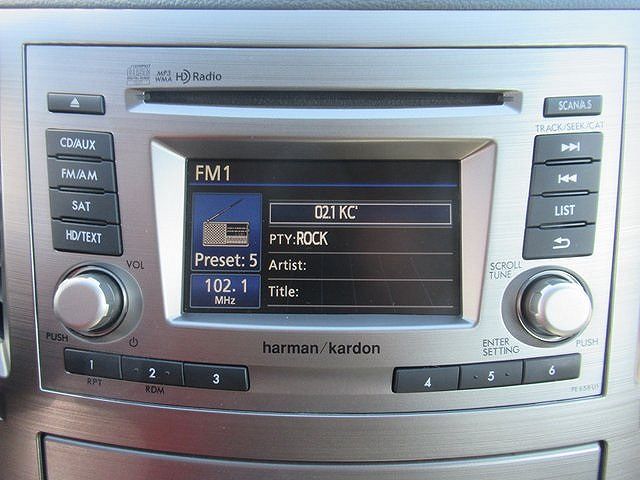 MP3
WMA
HD Radio
SCAN/A.S
TRACK/SEEK/CAT
CD/AUX
FM/AM
SAT
HD/TEXT
LIST
FM1
02.1 KC'
PTY:ROCK
Preset: 5
Artist:
102. 1
MHz
Title:
VOL
PUSH
SCROLL
TUNE
ENTER
SETTING
PUSH
harman/kardon
1
2
3
4
5
6
RPT
RDM